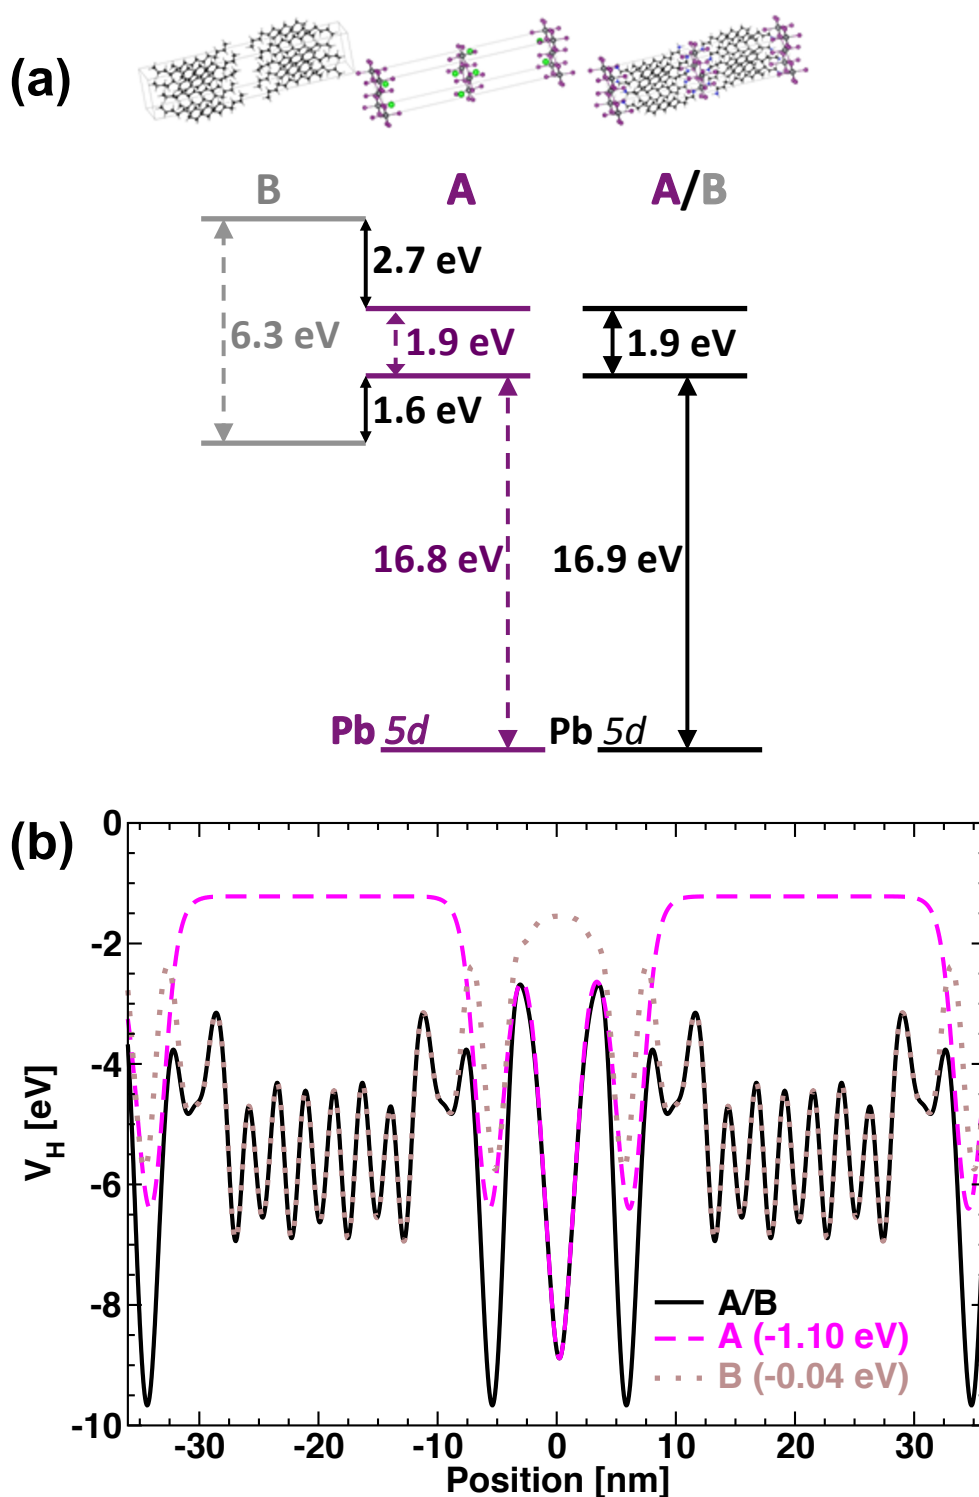 (a)
B A A/B
2.7 eV
6.3 eV 1.9 eV 1.9 eV
1.6 eV
16.8 eV 16.9 eV
Pb 5d Pb 5d
(b)
0
-2
-4
-6
-8
-10
V_H [eV]
A/B
A (-1.10 eV)
B (-0.04 eV)
-30 -20 -10 0 10 20 30
Position [nm]